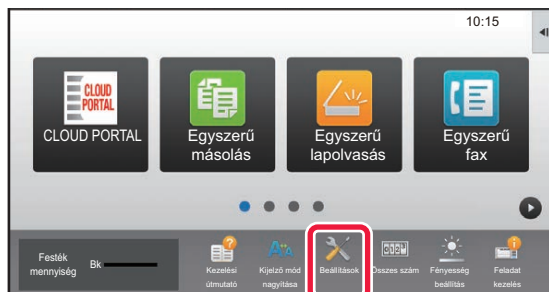 10:15
CLOUD
PORTAL
CLOUD PORTAL
Egyszerű
másolás
Egyszerű
lapolvasás
Egyszerű
fax
Festék
mennyiség
Bk
Kezelési
útmutató
Kijelző mód
nagyítása
Beállítások
Összes szám
Fényesség
beállítás
Feladat
kezelés